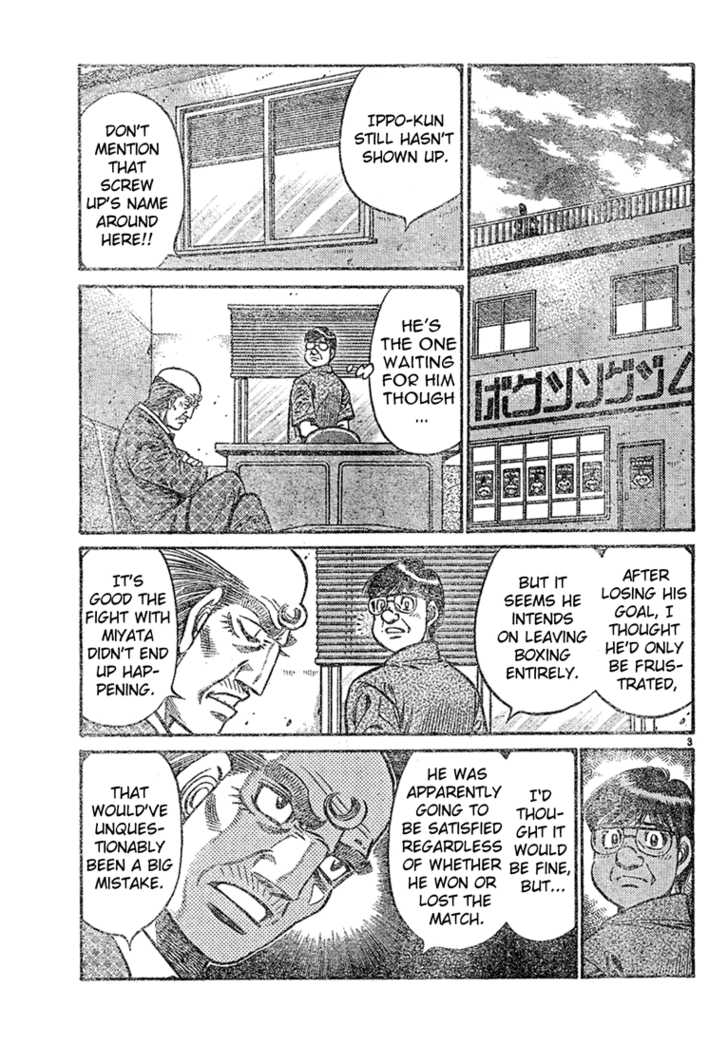 ボクシングジム
IPPO-KUN
STILL HASN'T
SHOWN UP.
DON'T
MENTION
THAT
SCREW
UP'S NAME
AROUND
HERE!!
HE'S
THE ONE
WAITING
FOR HIM
THOUGH
...
AFTER
LOSING HIS
GOAL, I
THOUGHT
HE'D ONLY
BE FRUS-
TRATED,
BUT IT
SEEMS HE
INTENDS
ON LEAVING
BOXING
ENTIRELY.
IT'S
GOOD THE
FIGHT WITH
MIYATA
DIDN'T END
UP HAP-
PENING.
3
I'D
THOU-
GHT IT
WOULD
BE FINE,
BUT...
HE WAS
APPARENTLY
GOING TO
BE SATISFIED
REGARDLESS
OF WHETHER
HE WON OR
LOST THE
MATCH.
THAT
WOULD'VE
UNQUES-
TIONABLY
BEEN A BIG
MISTAKE.